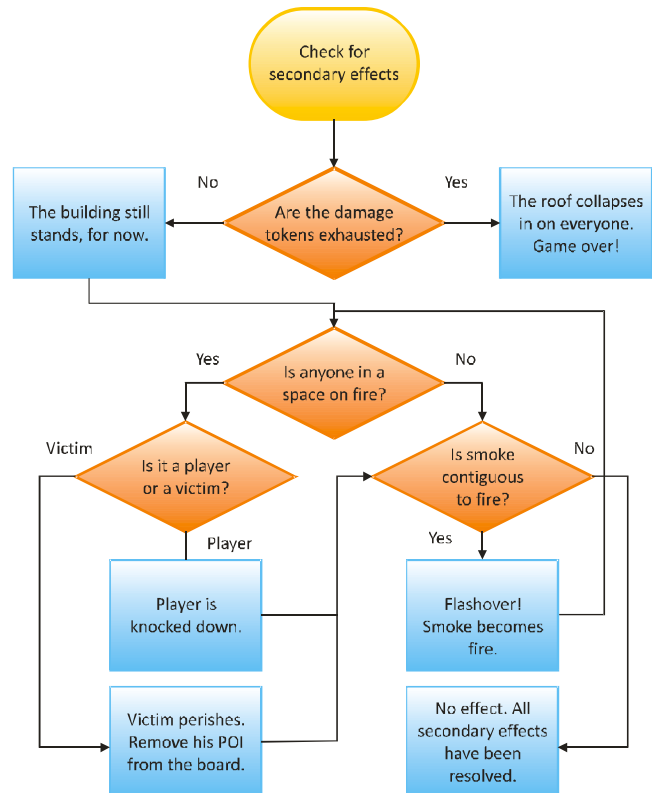 Check for
secondary effects
No
Yes
The building still
stands, for now.
Are the damage
tokens exhausted?
The roof collapses
in on everyone.
Game over!
Yes
No
Is anyone in a
space on fire?
Victim
Is it a player
or a victim?
Is smoke
contiguous
to fire?
No
Player
Yes
Player is
knocked down.
Flashover!
Smoke becomes
fire.
Victim perishes.
Remove his POI
from the board.
No effect. All
secondary effects
have been
resolved.